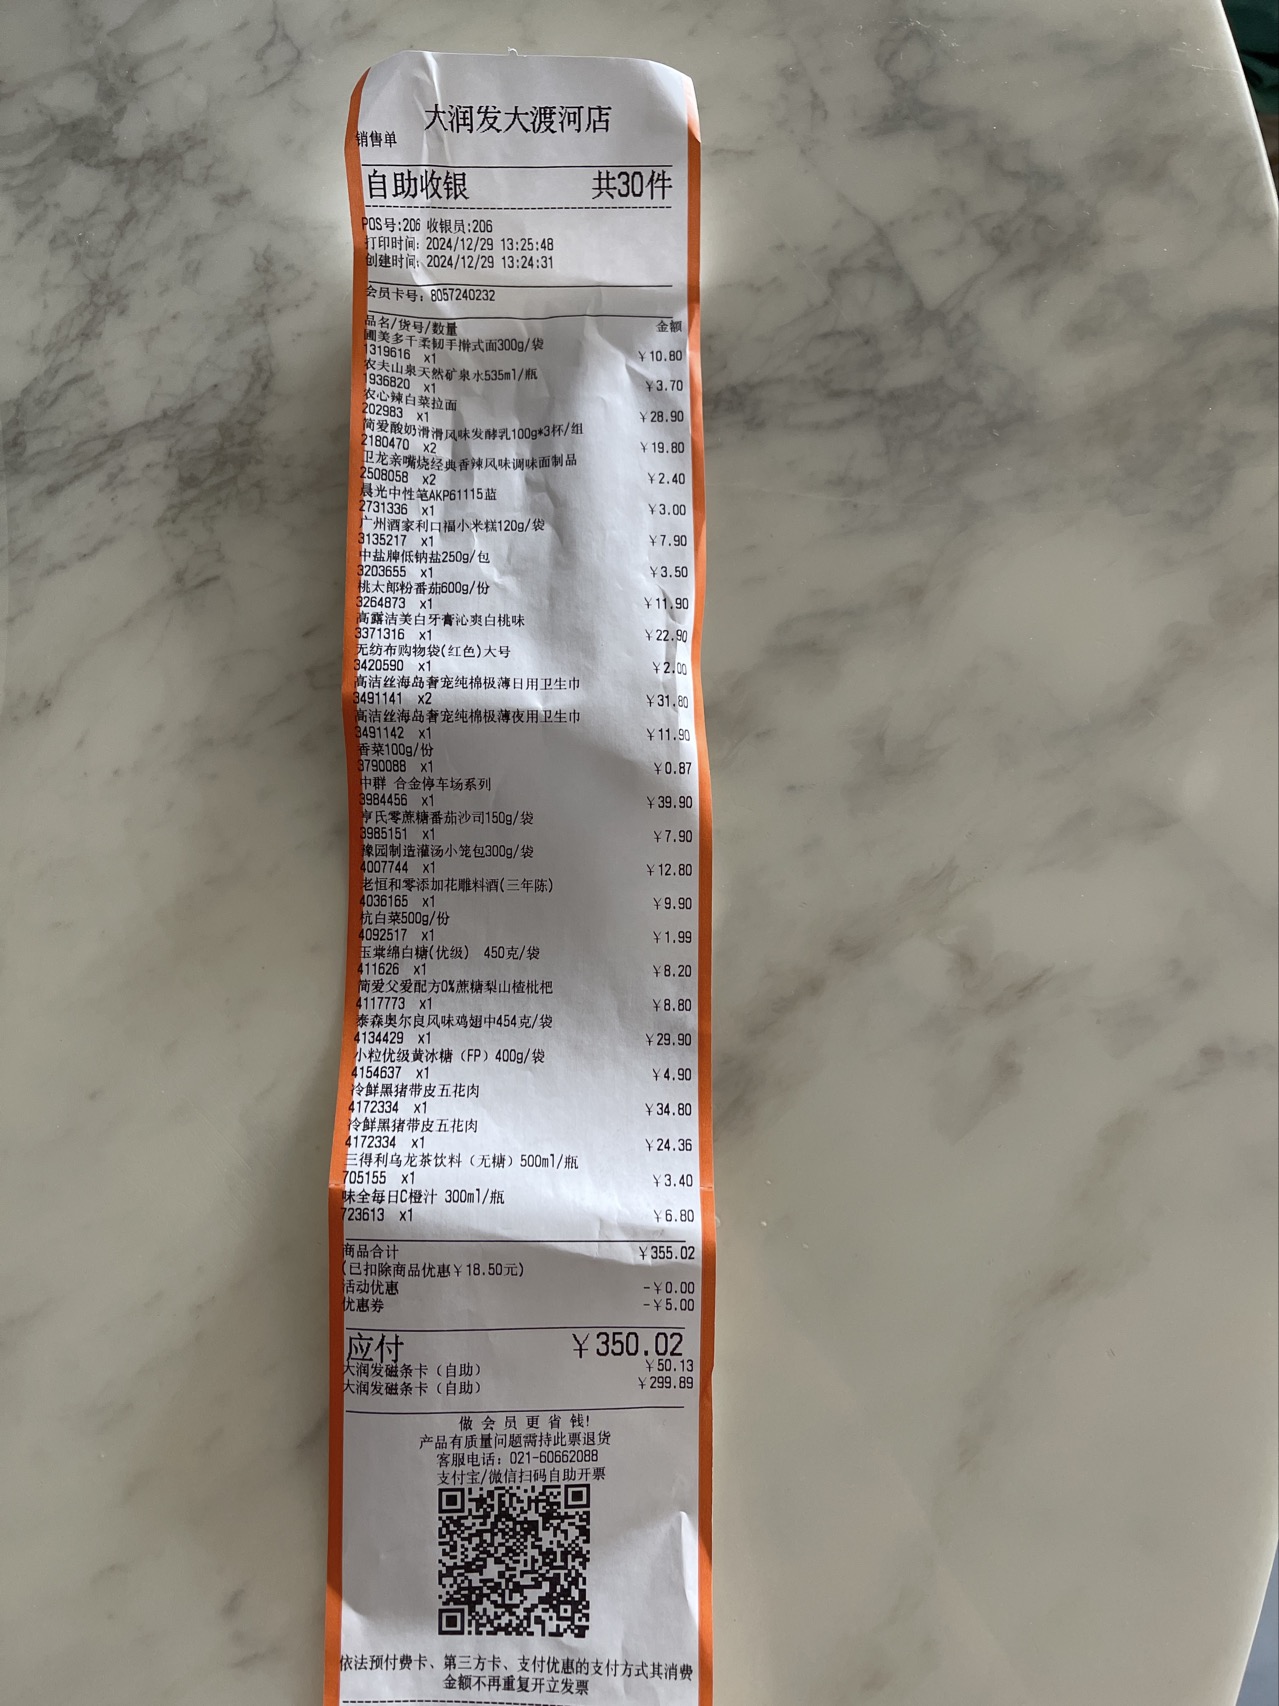 大润发大渡河店
销售单
自助收银 共30件
POS号:206 收银员:206
打印时间: 2024/12/29 13:25:48
创建时间: 2024/12/29 13:24:31
会员卡号: 8057240232
品名/货号/数量 金额
圃美多千柔韧手擀式面300g/袋
1319616 x1 ￥10.80
农夫山泉天然矿泉水535ml/瓶
1936820 x1 ￥3.70
农心辣白菜拉面
202983 x1 ￥28.90
简爱酸奶滑滑风味发酵乳100g*3杯/组
2180470 x2 ￥19.80
卫龙亲嘴烧经典香辣风味调味面制品
2508058 x2 ￥2.40
晨光中性笔AKP61115蓝
2731336 x1 ￥3.00
广州酒家利口福小米糕120g/袋
3135217 x1 ￥7.90
中盐牌低钠盐250g/包
3203655 x1 ￥3.50
桃太郎粉番茄600g/份
3264873 x1 ￥11.90
高露洁美白牙膏沁爽白桃味
3371316 x1 ￥22.90
无纺布购物袋(红色)大号
3420590 x1 ￥2.00
高洁丝海岛奢宠纯棉极薄日用卫生巾
3491141 x2 ￥31.80
高洁丝海岛奢宠纯棉极薄夜用卫生巾
3491142 x1 ￥11.90
香菜100g/份
3790088 x1 ￥0.87
中群 合金停车场系列
3984456 x1 ￥39.90
亨氏零蔗糖番茄沙司150g/袋
3985151 x1 ￥7.90
豫园制造灌汤小笼包300g/袋
4007744 x1 ￥12.80
老恒和零添加花雕料酒(三年陈)
4036165 x1 ￥9.90
杭白菜500g/份
4092517 x1 ￥1.99
玉棠绵白糖(优级) 450克/袋
411626 x1 ￥8.20
简爱父爱配方0%蔗糖梨山楂枇杷
4117773 x1 ￥8.80
泰森奥尔良风味鸡翅中454克/袋
4134429 x1 ￥29.90
小粒优级黄冰糖（FP）400g/袋
4154637 x1 ￥4.90
冷鲜黑猪带皮五花肉
4172334 x1 ￥34.80
冷鲜黑猪带皮五花肉
4172334 x1 ￥24.36
三得利乌龙茶饮料（无糖）500ml/瓶
705155 x1 ￥3.40
味全每日C橙汁 300ml/瓶
723613 x1 ￥6.80
商品合计 ￥355.02
(已扣除商品优惠￥18.50元)
活动优惠 -￥0.00
优惠券 -￥5.00
应付 ￥350.02
大润发磁条卡（自助） ￥50.13
大润发磁条卡（自助） ￥299.89
做会员更省钱!
产品有质量问题需持此票退货
客服电话: 021-60662088
支付宝/微信扫码自助开票
依法预付费卡、第三方卡、支付优惠的支付方式其消费
金额不再重复开立发票